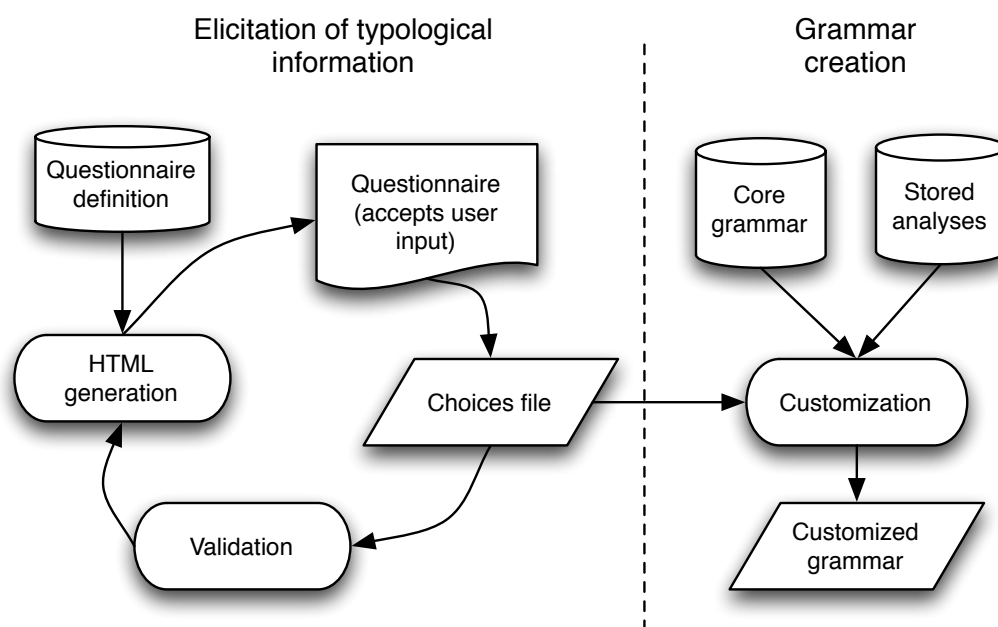 Elicitation of typological
information
Grammar
creation
Questionnaire
definition
Questionnaire
(accepts user
input)
Core
grammar
Stored
analyses
HTML
generation
Choices file
Customization
Validation
Customized
grammar